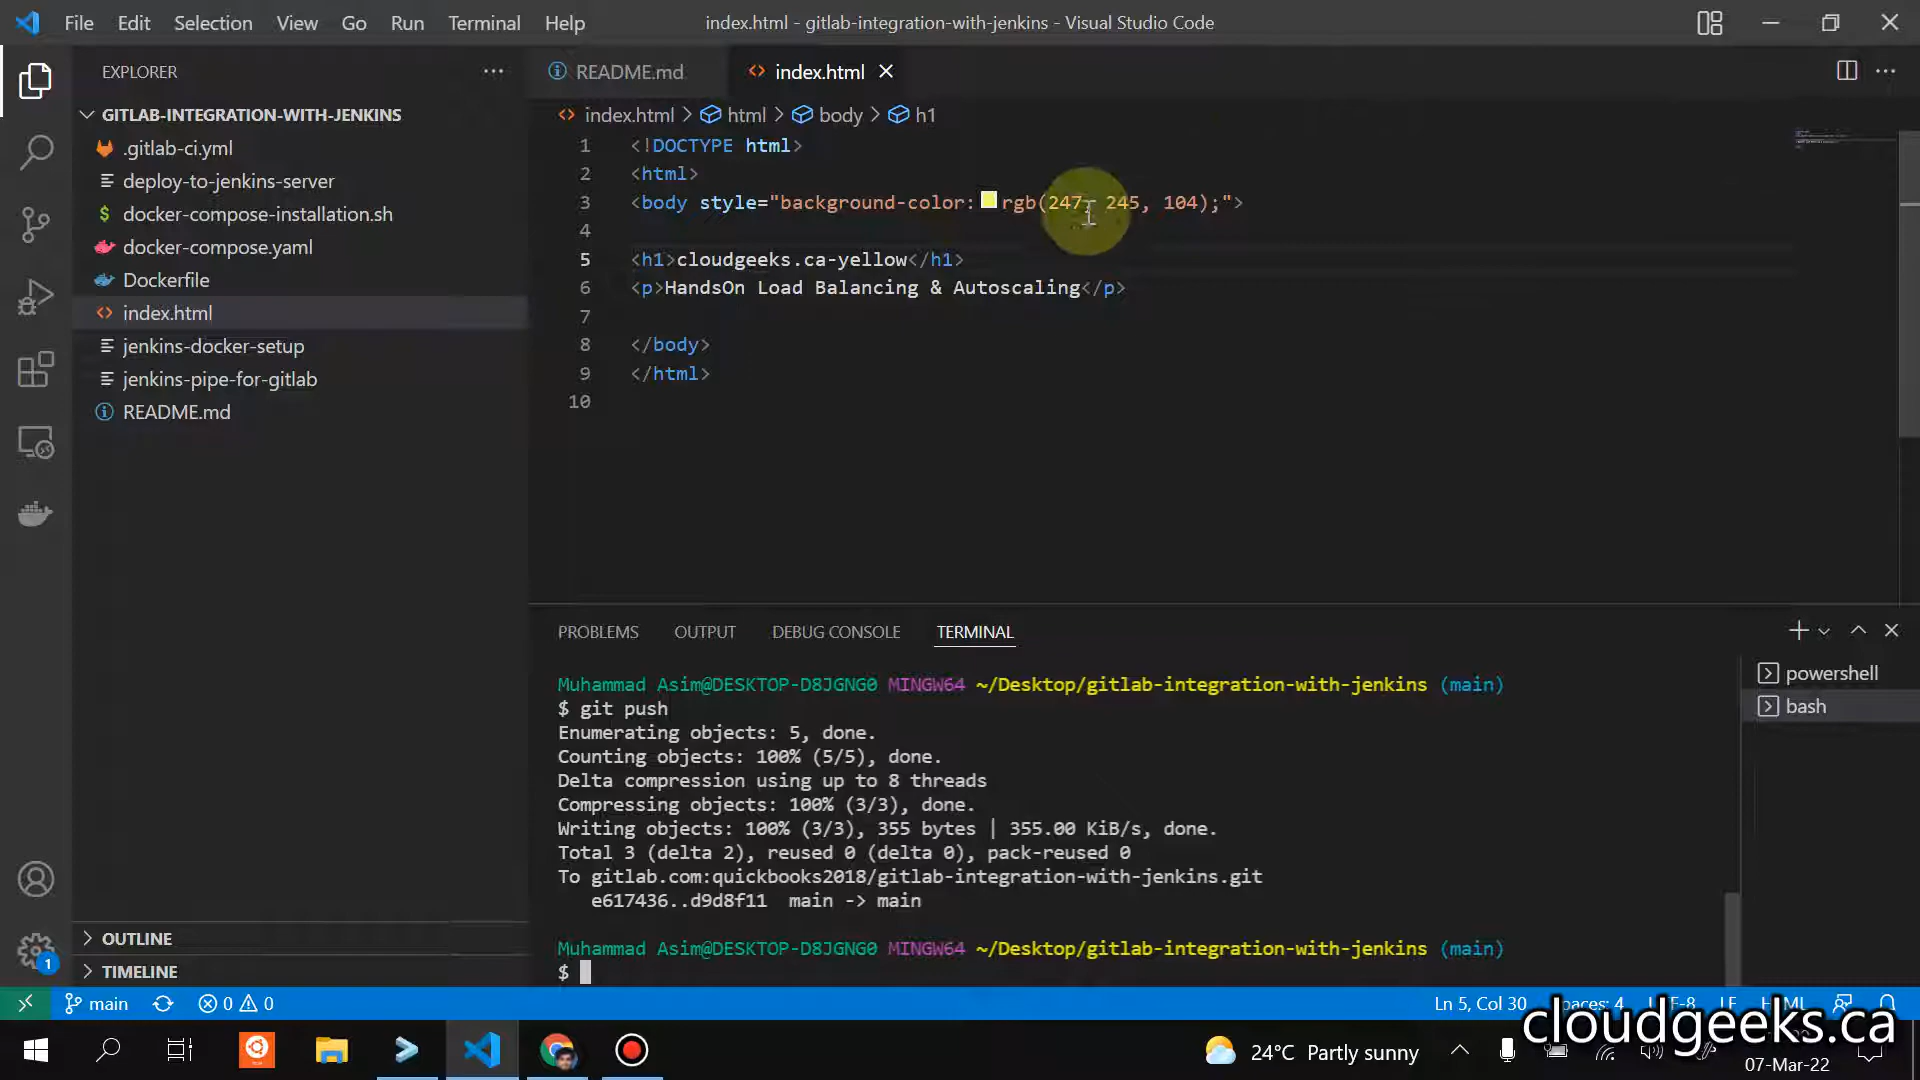 File Edit Selection View Go Run Terminal Help
index.html - gitlab-integration-with-jenkins - Visual Studio Code
EXPLORER
GITLAB-INTEGRATION-WITH-JENKINS
.gitlab-ci.yml
deploy-to-jenkins-server
docker-compose-installation.sh
docker-compose.yaml
Dockerfile
index.html
jenkins-docker-setup
jenkins-pipe-for-gitlab
README.md
OUTLINE
TIMELINE
README.md index.html
index.html > html > body > h1
1 <!DOCTYPE html>
2 <html>
3 <body style="background-color: rgb(247, 245, 104);">
4
5 <h1>cloudgeeks.ca-yellow</h1>
6 <p>HandsOn Load Balancing & Autoscaling</p>
7
8 </body>
9 </html>
10
PROBLEMS OUTPUT DEBUG CONSOLE TERMINAL
Muhammad Asim@DESKTOP-D8JGNG0 MINGW64 ~/Desktop/gitlab-integration-with-jenkins (main)
$ git push
Enumerating objects: 5, done.
Counting objects: 100% (5/5), done.
Delta compression using up to 8 threads
Compressing objects: 100% (3/3), done.
Writing objects: 100% (3/3), 355 bytes | 355.00 KiB/s, done.
Total 3 (delta 2), reused 0 (delta 0), pack-reused 0
To gitlab.com:quickbooks2018/gitlab-integration-with-jenkins.git
e617436..d9d8f11 main -> main
Muhammad Asim@DESKTOP-D8JGNG0 MINGW64 ~/Desktop/gitlab-integration-with-jenkins (main)
$
powershell
bash
1
main 0 0
Ln 5, Col 30
cloudgeeks.ca
24°C Partly sunny
07-Mar-22